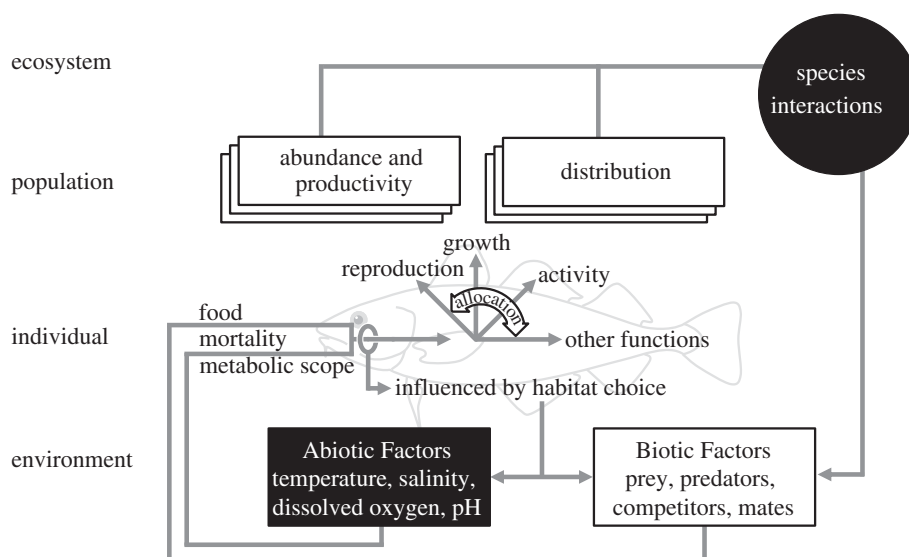 ecosystem
species
interactions
population
abundance and
productivity
distribution
growth
reproduction
activity
allocation
individual
food
mortality
metabolic scope
other functions
influenced by habitat choice
environment
Abiotic Factors
temperature, salinity,
dissolved oxygen, pH
Biotic Factors
prey, predators,
competitors, mates